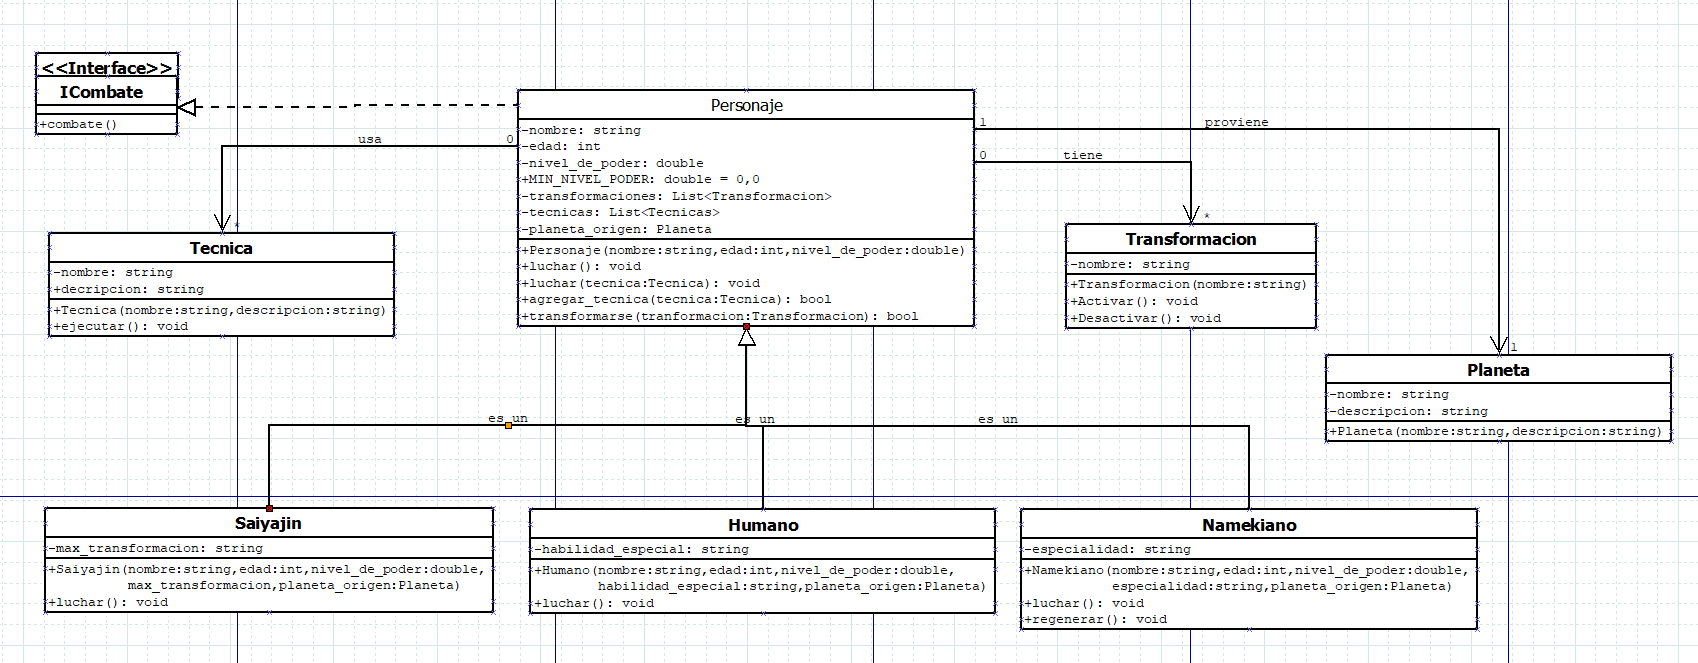 <<Interface>>
ICombate
+combate()
usa
0
*
Personaje
-nombre: string
-edad: int
-nivel_de_poder: double
+MIN_NIVEL_PODER: double = 0,0
-transformaciones: List<Transformacion>
-tecnicas: List<Tecnicas>
-planeta_origen: Planeta
+Personaje(nombre:string,edad:int,nivel_de_poder:double)
+luchar(): void
+luchar(tecnica:Tecnica): void
+agregar_tecnica(tecnica:Tecnica): bool
+transformarse(tranformacion:Transformacion): bool
1
proviene
1
0
tiene
*
Tecnica
-nombre: string
+decripcion: string
+Tecnica(nombre:string,descripcion:string)
+ejecutar(): void
Transformacion
-nombre: string
+Transformacion(nombre:string)
+Activar(): void
+Desactivar(): void
Planeta
-nombre: string
-descripcion: string
+Planeta(nombre:string,descripcion:string)
es un
es un
es un
Saiyajin
-max_transformacion: string
+Saiyajin(nombre:string,edad:int,nivel_de_poder:double,
max_transformacion,planeta_origen:Planeta)
+luchar(): void
Humano
-habilidad_especial: string
+Humano(nombre:string,edad:int,nivel_de_poder:double,
habilidad_especial:string,planeta_origen:Planeta)
+luchar(): void
Namekiano
-especialidad: string
+Namekiano(nombre:string,edad:int,nivel_de_poder:double,
especialidad:string,planeta_origen:Planeta)
+luchar(): void
+regenerar(): void